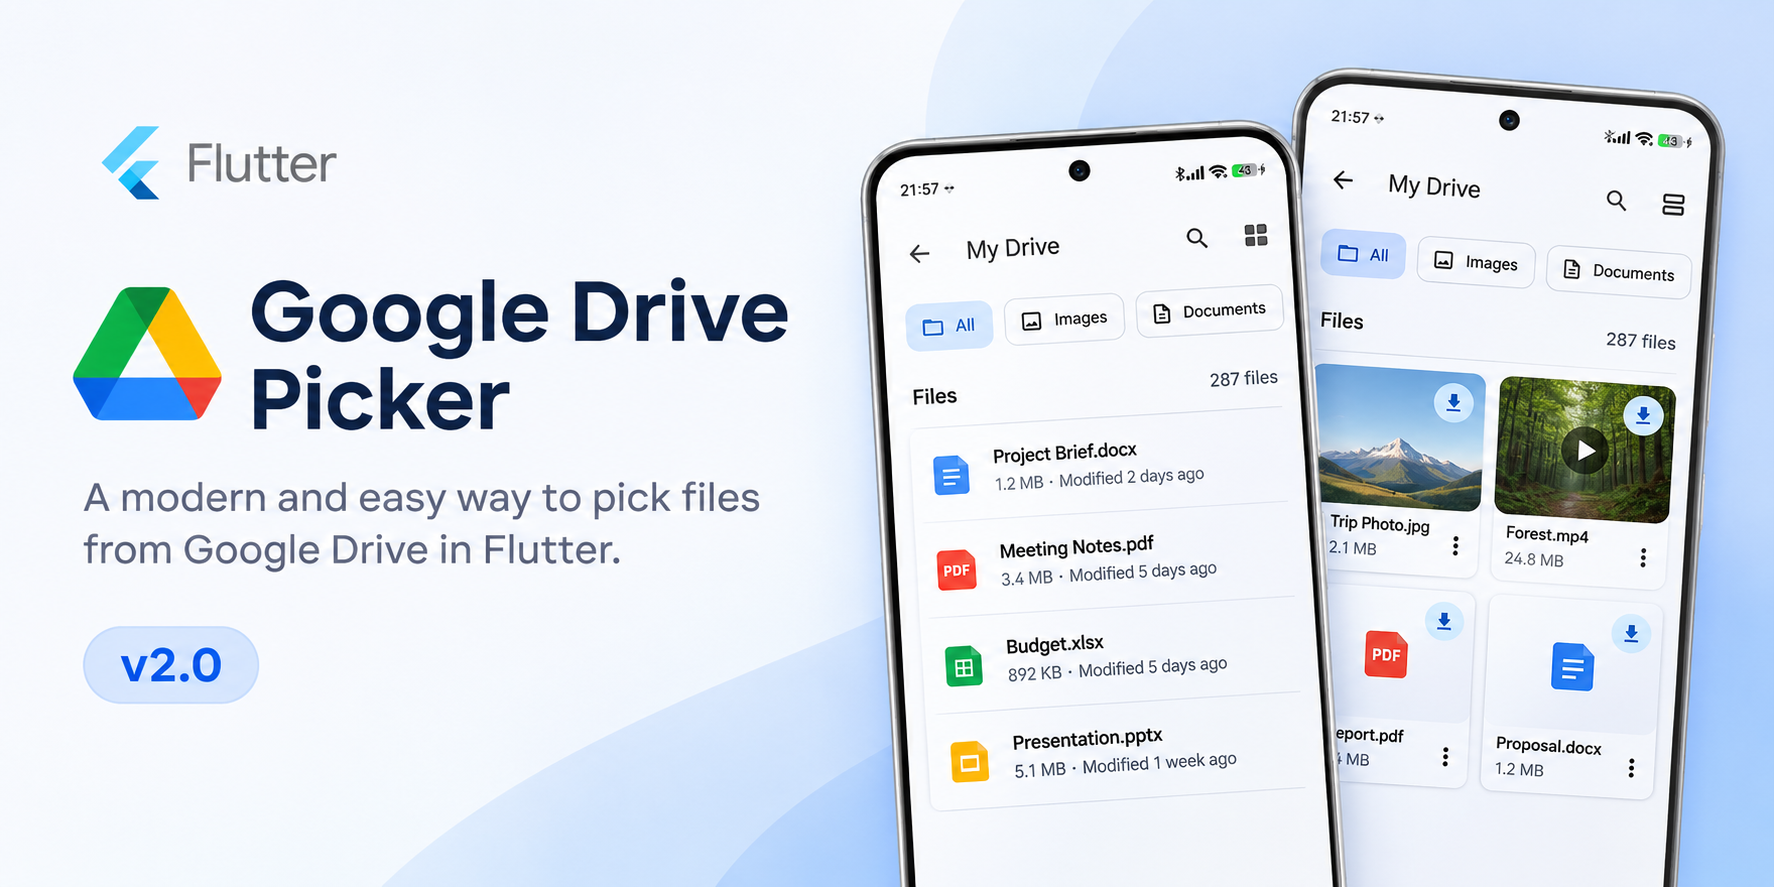 Flutter
Google Drive
Picker
A modern and easy way to pick files
from Google Drive in Flutter.
v2.0
21:57
43
My Drive
All
Images
Documents
Files
287 files
Project Brief.docx
1.2 MB · Modified 2 days ago
PDF
Meeting Notes.pdf
3.4 MB · Modified 5 days ago
Budget.xlsx
892 KB · Modified 5 days ago
Presentation.pptx
5.1 MB · Modified 1 week ago
21:57
43
My Drive
All
Images
Documents
Files
287 files
Trip Photo.jpg
2.1 MB
Forest.mp4
24.8 MB
PDF
eport.pdf
MB
Proposal.docx
1.2 MB